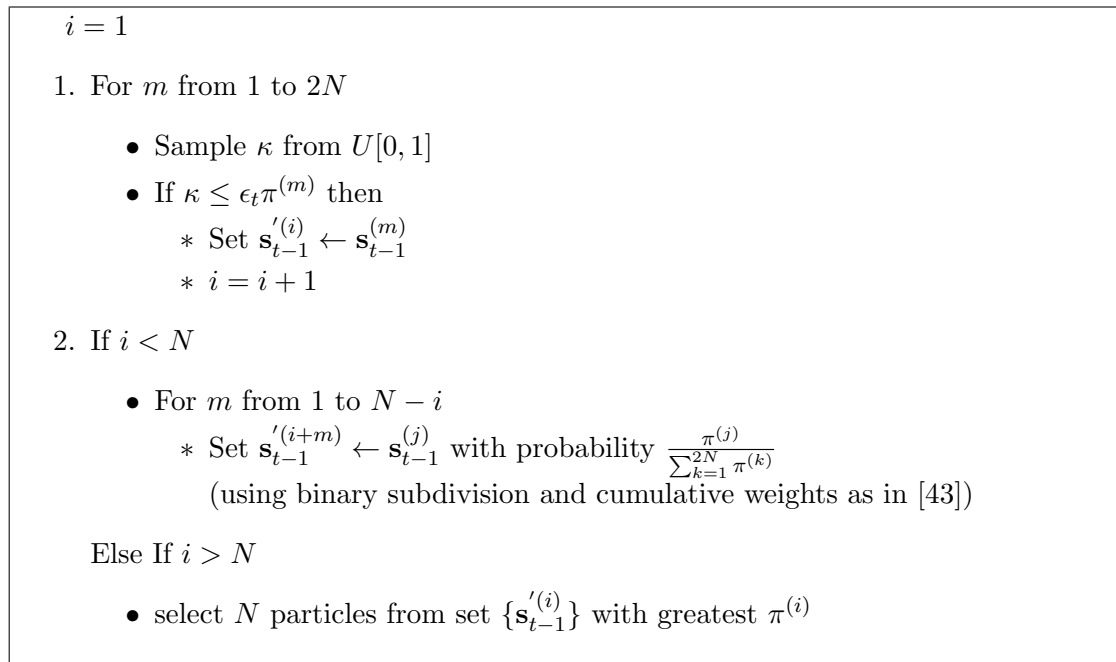 i = 1
1. For m from 1 to 2N
• Sample κ from U[0, 1]
• If κ ≤ ϵ_t π^{(m)} then
∗ Set s'^{(i)}_{t−1} ← s^{(m)}_{t−1}
∗ i = i + 1
2. If i < N
• For m from 1 to N − i
∗ Set s'^{(i+m)}_{t−1} ← s^{(j)}_{t−1} with probability \frac{π^{(j)}}{\sum_{k=1}^{2N} π^{(k)}}
(using binary subdivision and cumulative weights as in [43])
Else If i > N
• select N particles from set {s'^{(i)}_{t−1}} with greatest π^{(i)}